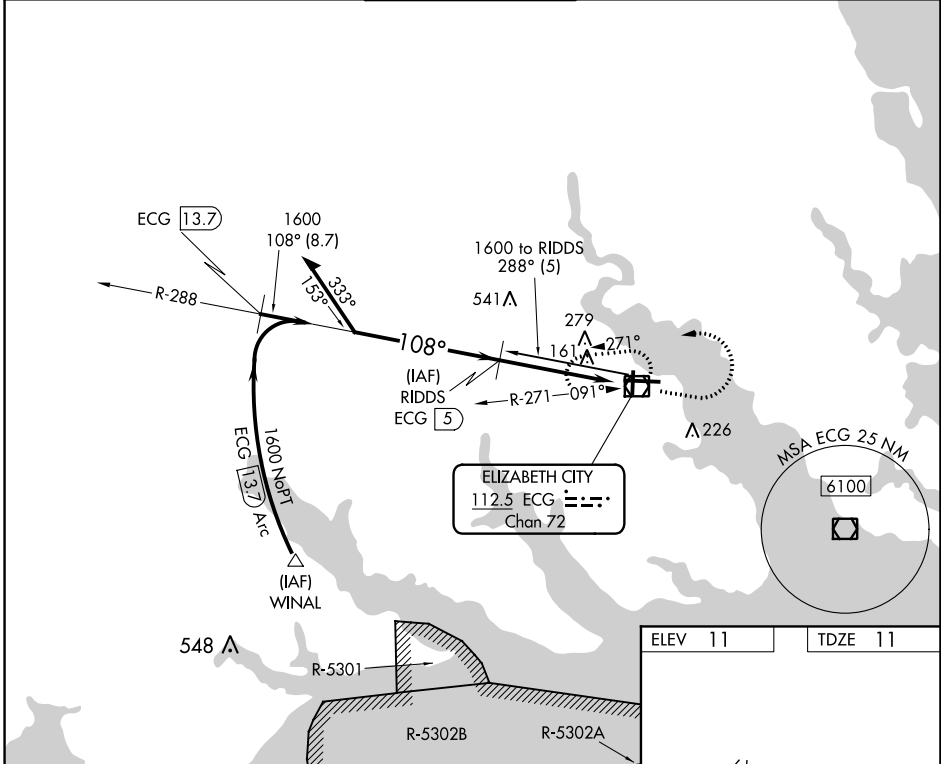 ECG 13.7
1600
108° (8.7)
R-288
333°
153°
1600 to RIDDS
288° (5)
541
279
161
271°
108°
(IAF)
RIDDS
ECG 5
R-271
091°
226
1600 NoPT
ECG 13.7 Arc
ELIZABETH CITY
112.5 ECG
Chan 72
MSA ECG 25 NM
6100
(IAF)
WINAL
548
R-5301
R-5302B
R-5302A
ELEV 11
TDZE 11